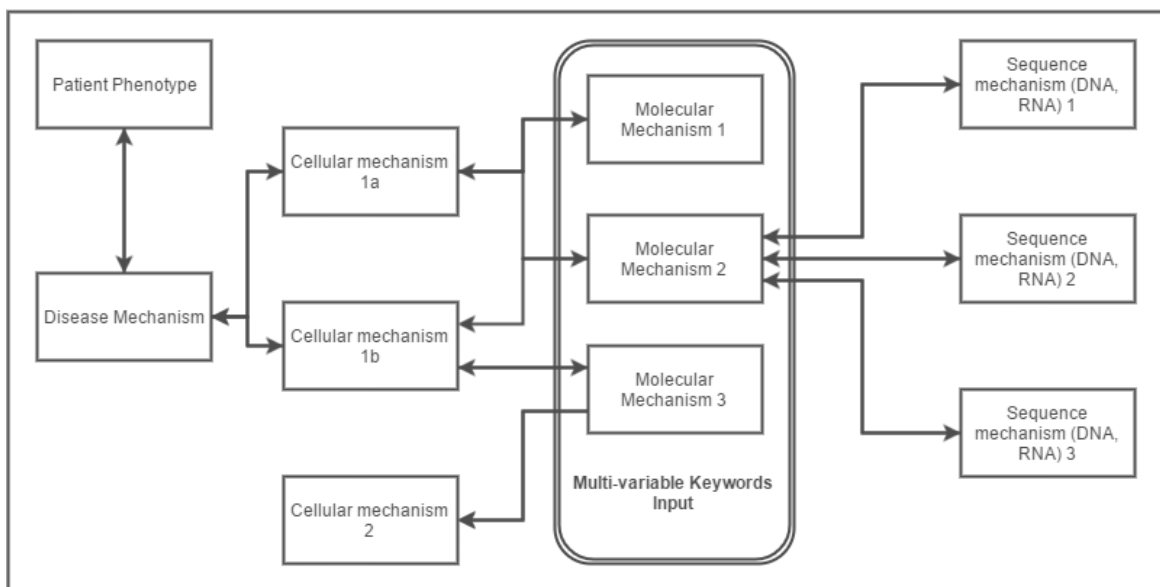 Patient Phenotype
Disease Mechanism
Cellular mechanism
1a
Cellular mechanism
1b
Cellular mechanism
2
Molecular
Mechanism 1
Molecular
Mechanism 2
Molecular
Mechanism 3
Multi-variable Keywords
Input
Sequence
mechanism (DNA,
RNA) 1
Sequence
mechanism (DNA,
RNA) 2
Sequence
mechanism (DNA,
RNA) 3